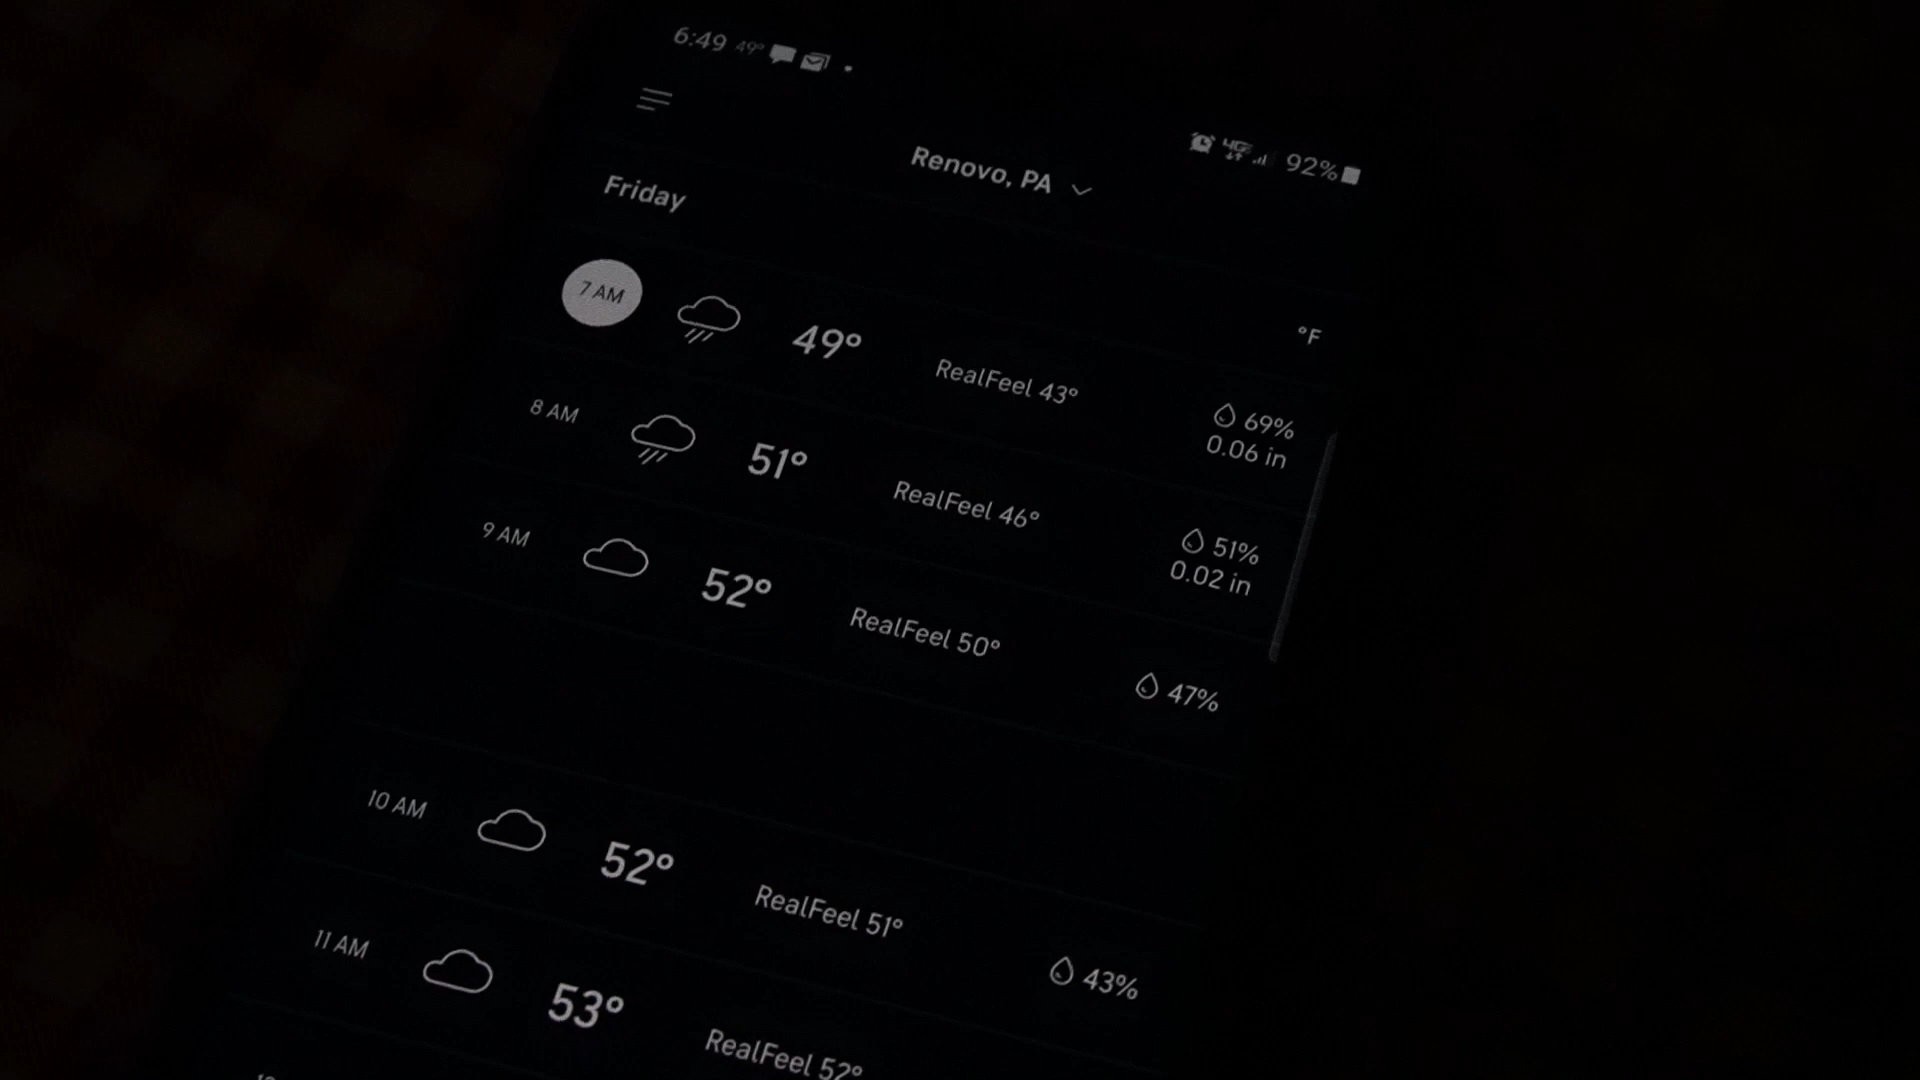 6:49 49°
92%
Renovo, PA
Friday
°F
7 AM 49° RealFeel 43° 69%
0.06 in
8 AM 51° RealFeel 46° 51%
0.02 in
9 AM 52° RealFeel 50° 47%
10 AM 52° RealFeel 51° 43%
11 AM 53° RealFeel 52°